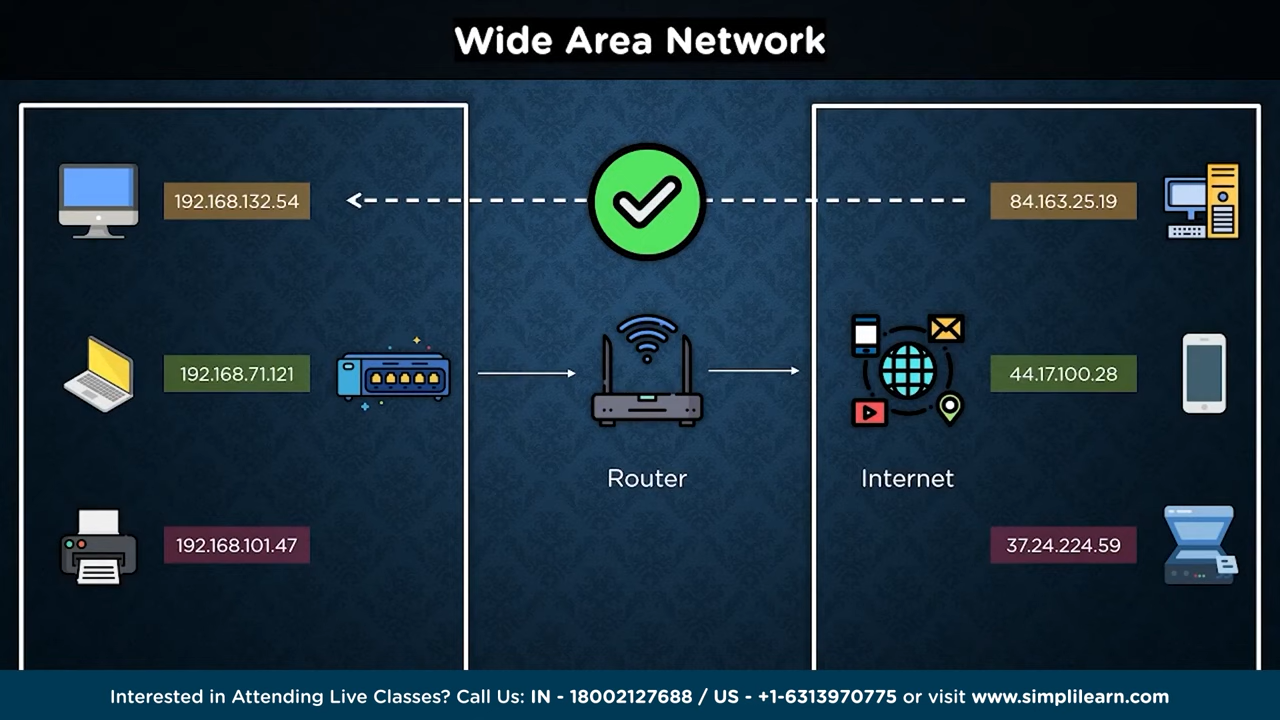 Wide Area Network
192.168.132.54
84.163.25.19
192.168.71.121
44.17.100.28
Router
Internet
192.168.101.47
37.24.224.59
Interested in Attending Live Classes? Call Us: IN - 18002127688 / US - +1-6313970775 or visit www.simplilearn.com